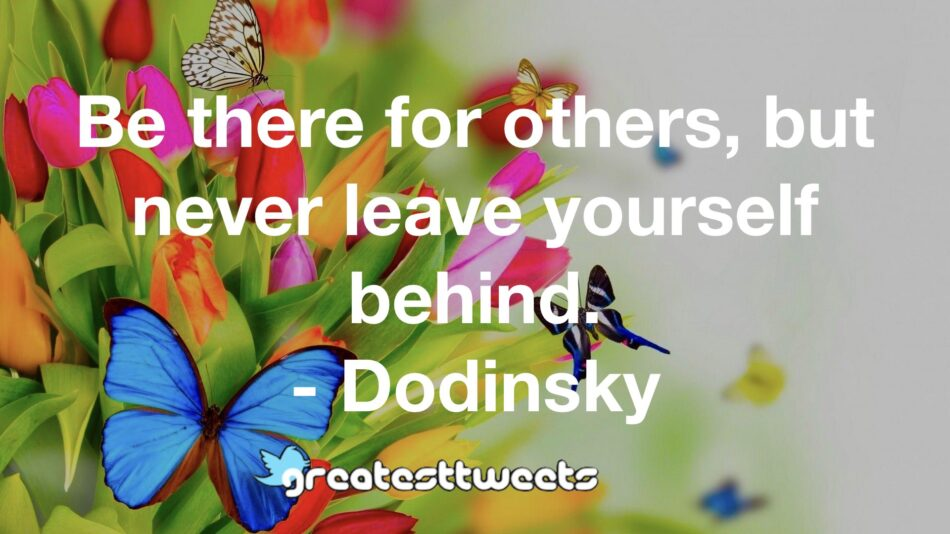 Be there for others, but
never leave yourself
behind.
- Dodinsky
greatesttweets